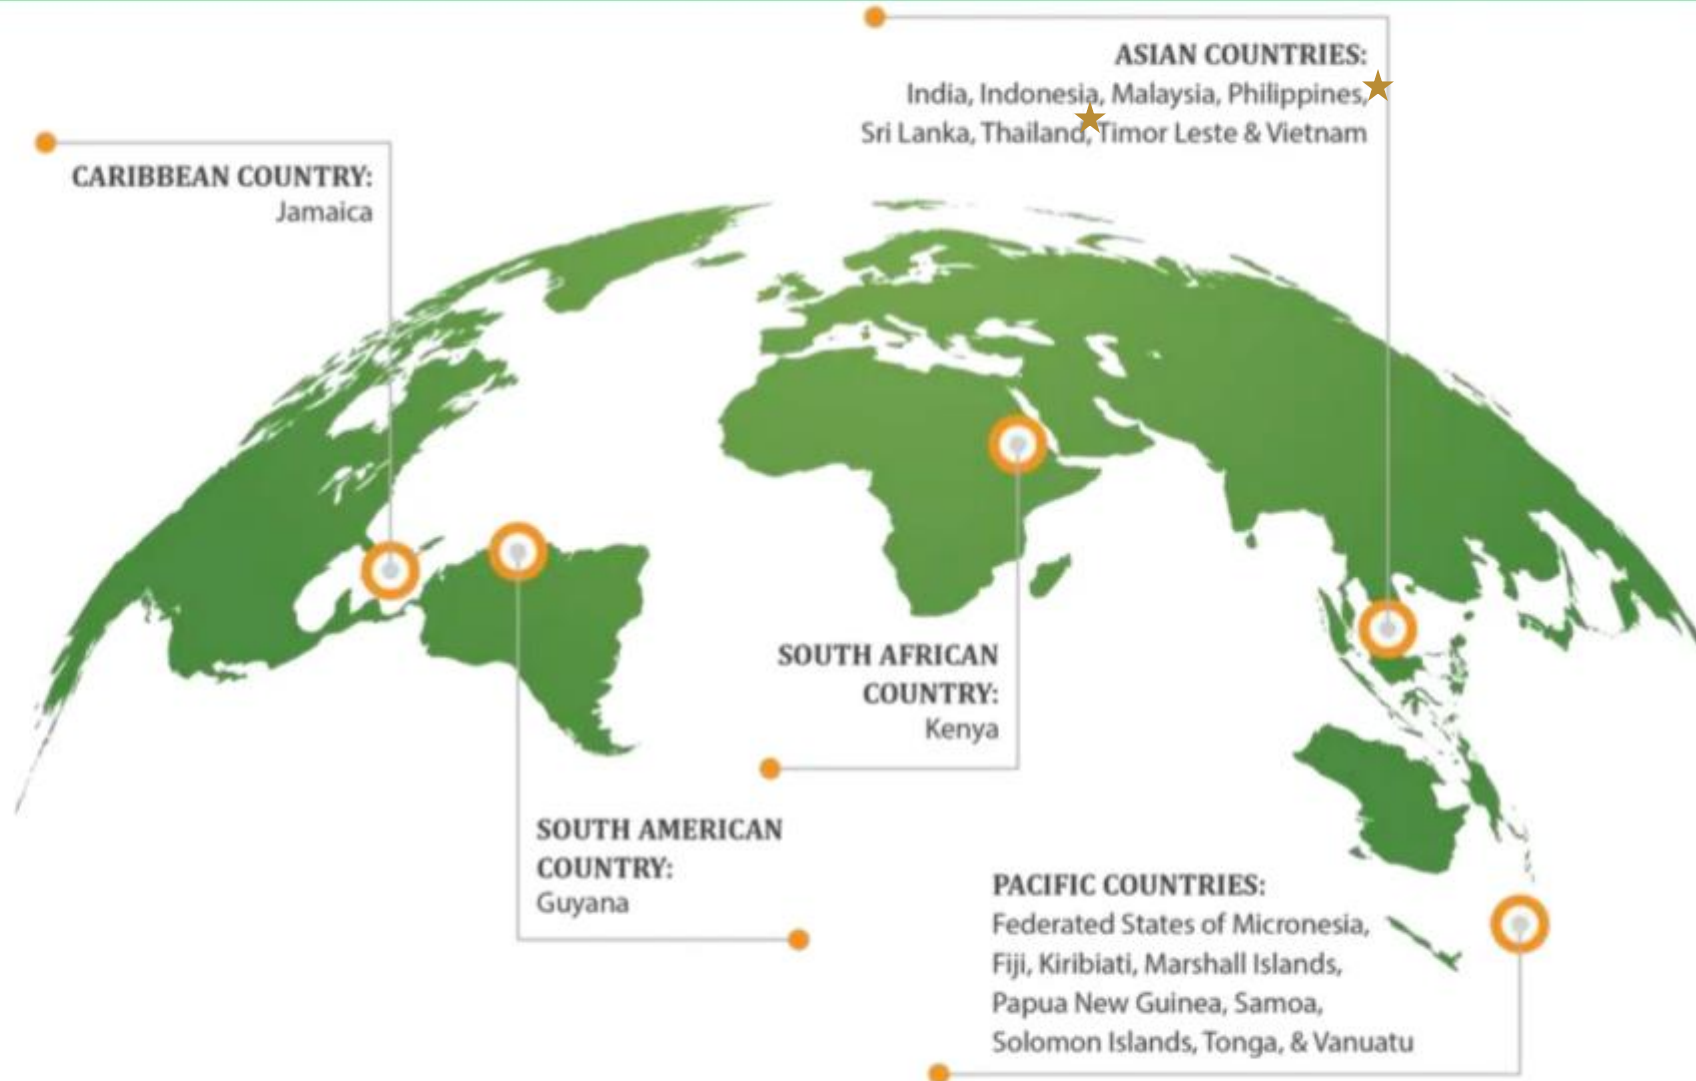 ASIAN COUNTRIES:
India, Indonesia, Malaysia, Philippines,
Sri Lanka, Thailand, Timor Leste & Vietnam
CARIBBEAN COUNTRY:
Jamaica
SOUTH AFRICAN
COUNTRY:
Kenya
SOUTH AMERICAN
COUNTRY:
Guyana
PACIFIC COUNTRIES:
Federated States of Micronesia,
Fiji, Kiribiati, Marshall Islands,
Papua New Guinea, Samoa,
Solomon Islands, Tonga, & Vanuatu